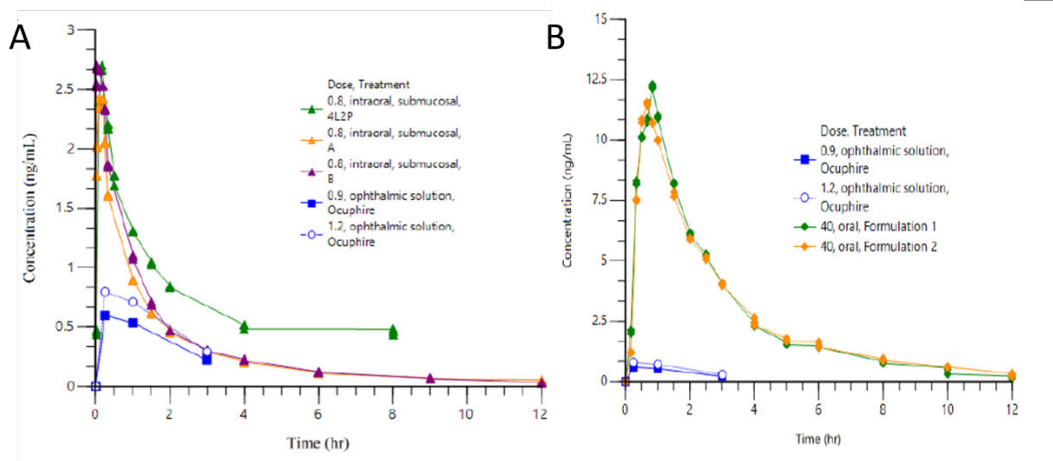 A
3
2.5
2
1.5
1
0.5
0
Concentration (ng/mL)
0
2
4
6
8
10
12
Time (hr)
Dose, Treatment
0.8, intraoral, submucosal,
4L2P
0.8, intraoral, submucosal,
A
0.8, intraoral, submucosal,
B
0.9, ophthalmic solution,
Ocuphire
1.2, ophthalmic solution,
Ocuphire
B
15
12.5
10
7.5
5
2.5
0
Concentration (ng/mL)
0
2
4
6
8
10
12
Time (hr)
Dose, Treatment
0.9, ophthalmic solution,
Ocuphire
1.2, ophthalmic solution,
Ocuphire
40, oral, Formulation 1
40, oral, Formulation 2